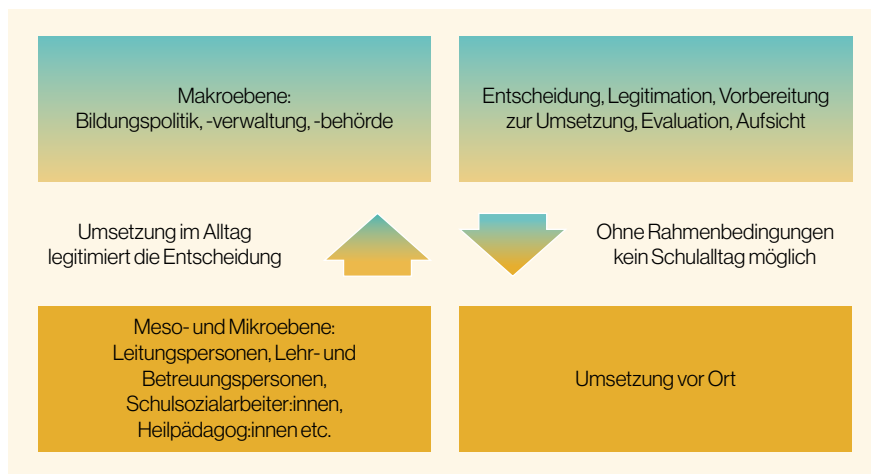 Makroebene:
Bildungspolitik, -verwaltung, -behörde
Entscheidung, Legitimation, Vorbereitung
zur Umsetzung, Evaluation, Aufsicht
Umsetzung im Alltag
legitimiert die Entscheidung
Ohne Rahmenbedingungen
kein Schulalltag möglich
Meso- und Mikroebene:
Leitungspersonen, Lehr- und
Betreuungspersonen,
Schulsozialarbeiter:innen,
Heilpädagog:innen etc.
Umsetzung vor Ort